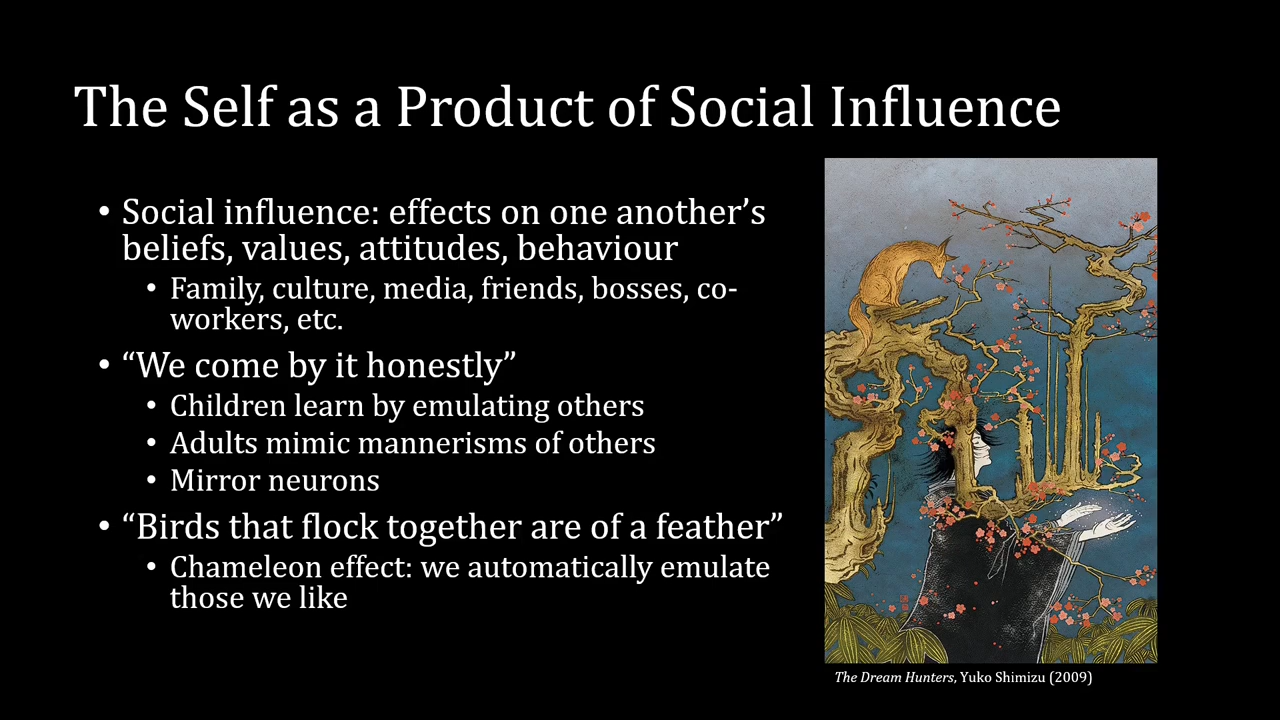 The Self as a Product of Social Influence
• Social influence: effects on one another’s
beliefs, values, attitudes, behaviour
• Family, culture, media, friends, bosses, co-
workers, etc.
• “We come by it honestly”
• Children learn by emulating others
• Adults mimic mannerisms of others
• Mirror neurons
• “Birds that flock together are of a feather”
• Chameleon effect: we automatically emulate
those we like
The Dream Hunters, Yuko Shimizu (2009)